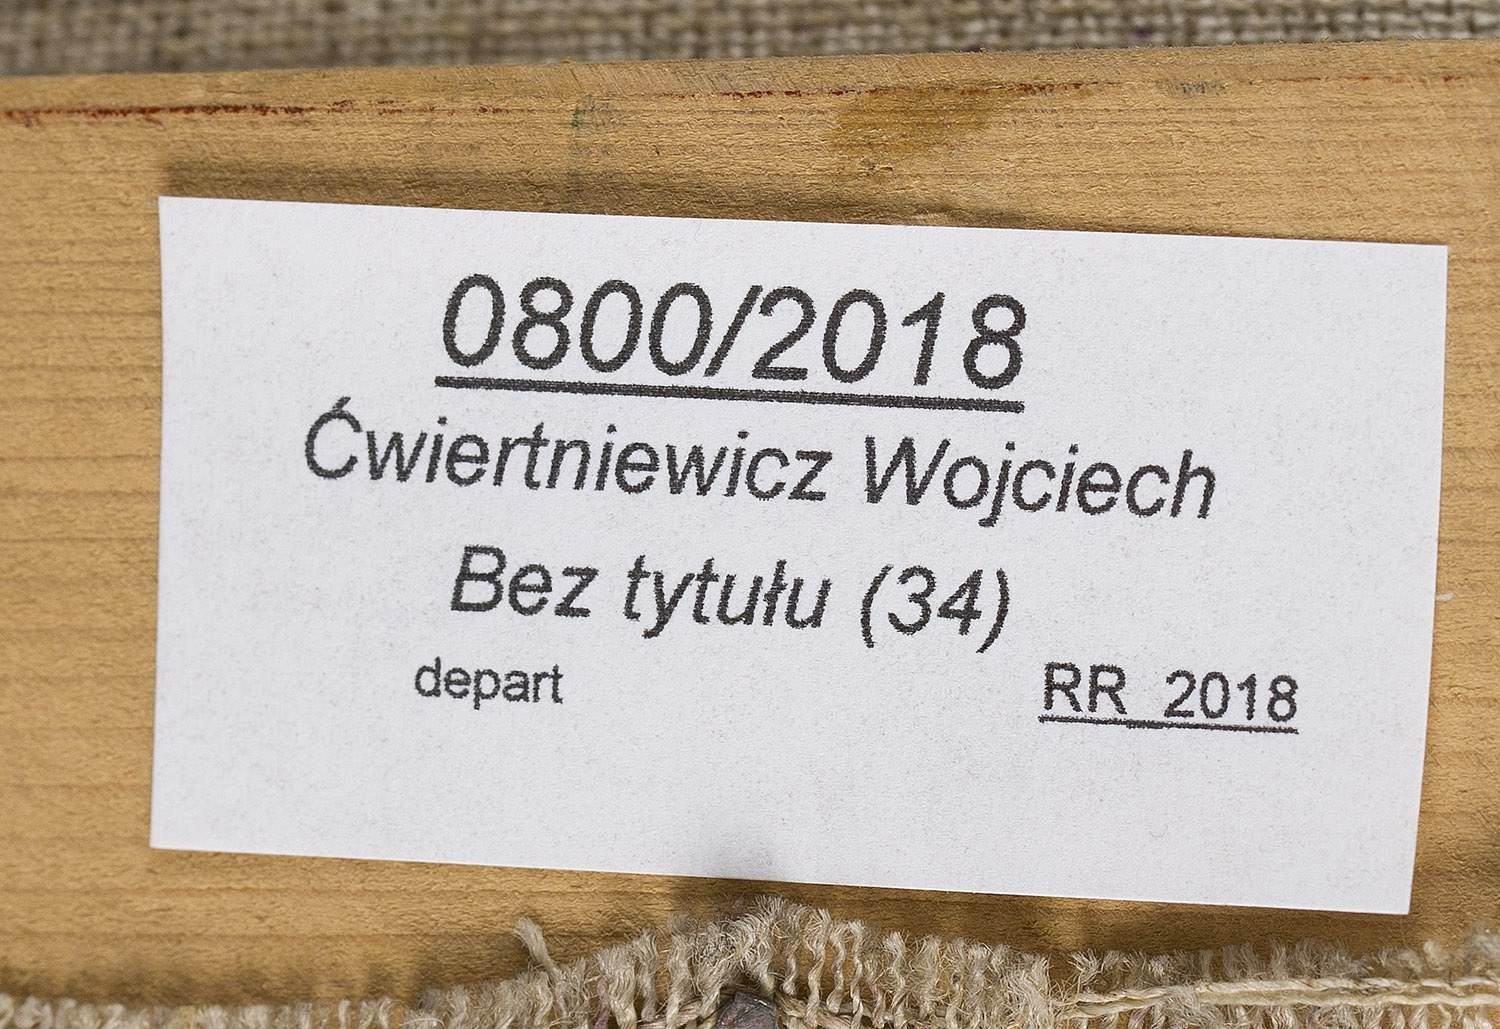 0800/2018
Ćwiertniewicz Wojciech
Bez tytułu (34)
depart RR 2018